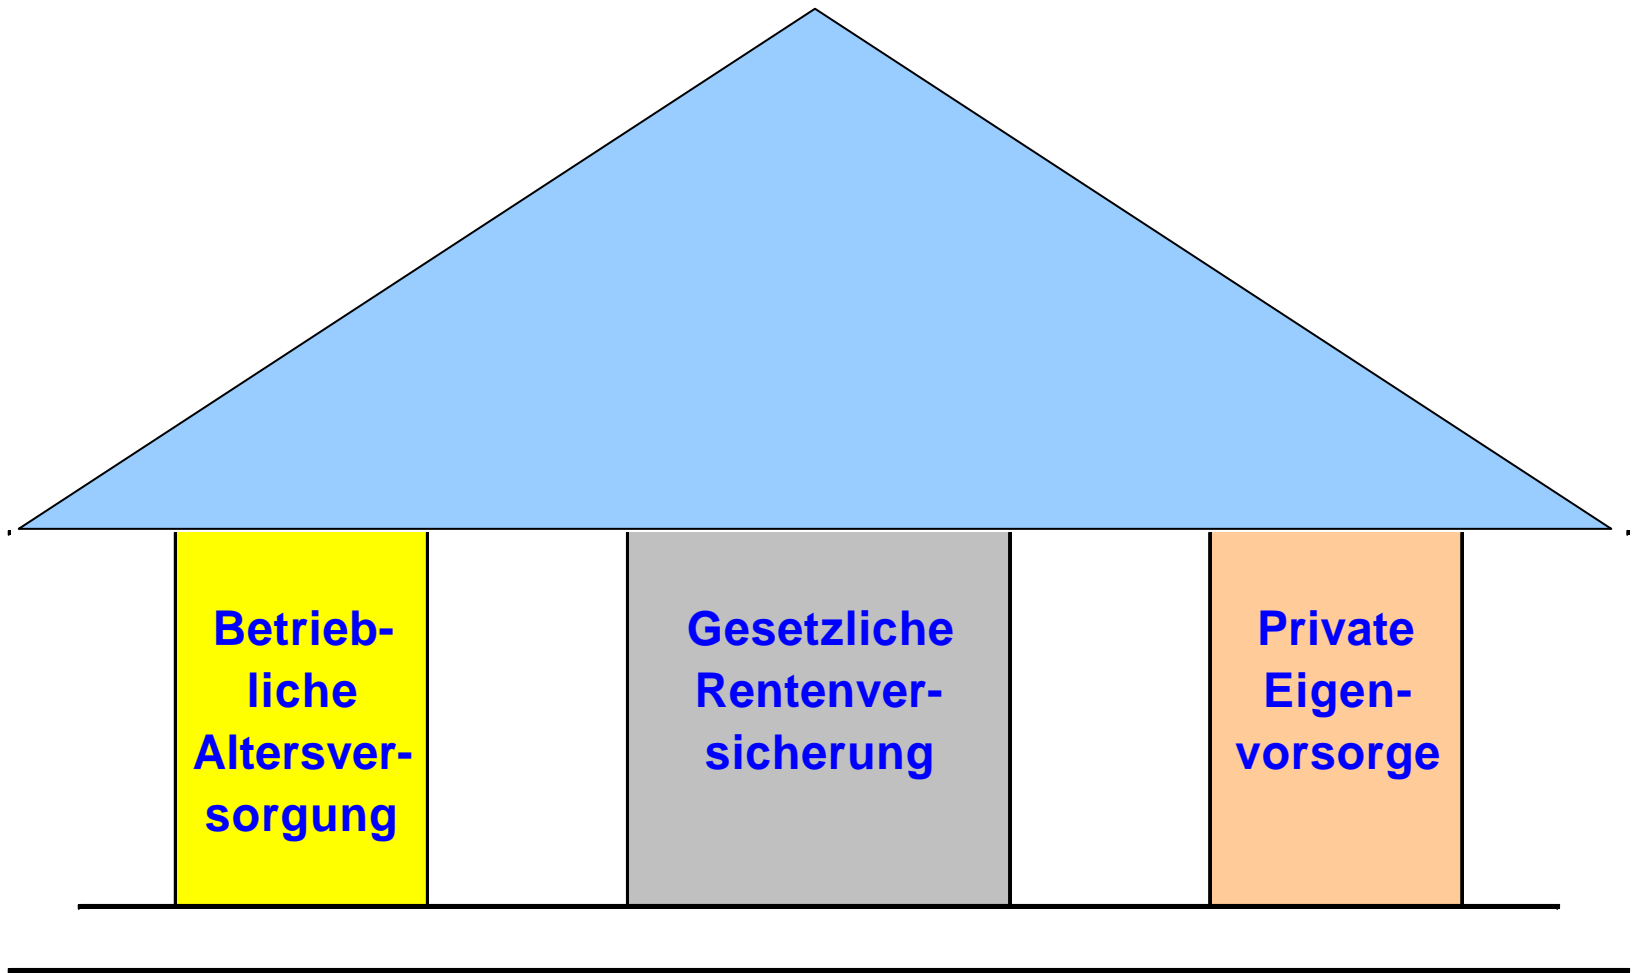 Betrieb-
liche
Altersver-
sorgung
Gesetzliche
Rentenver-
sicherung
Private
Eigen-
vorsorge